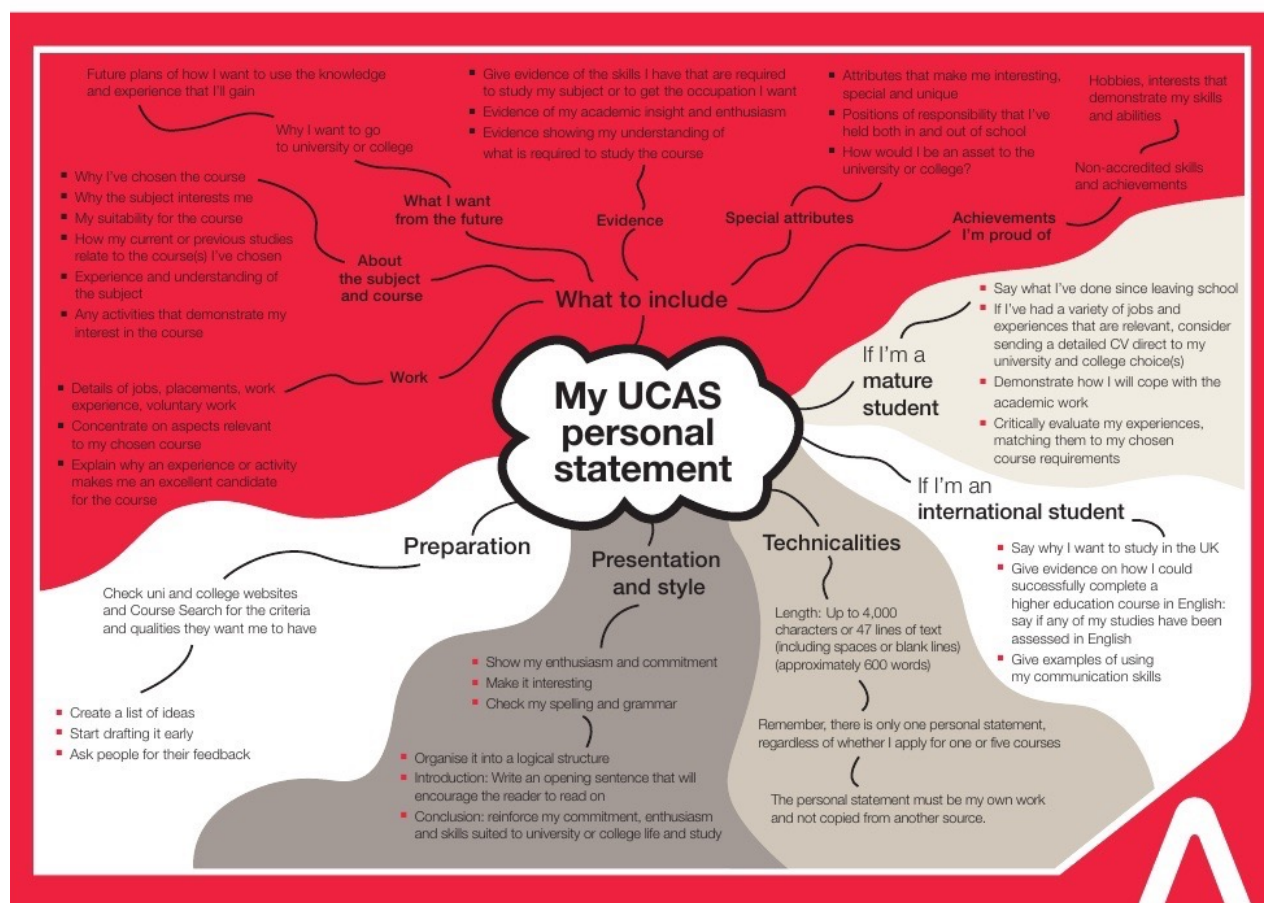 Future plans of how I want to use the knowledge
and experience that I'll gain
Why I want to go
to university or college
What I want
from the future
▪ Give evidence of the skills I have that are required
to study my subject or to get the occupation I want
▪ Evidence of my academic insight and enthusiasm
▪ Evidence showing my understanding of
what is required to study the course
Evidence
▪ Attributes that make me interesting,
special and unique
▪ Positions of responsibility that I've
held both in and out of school
▪ How would I be an asset to the
university or college?
Special attributes
Hobbies, interests that
demonstrate my skills
and abilities
Non-accredited skills
and achievements
Achievements
I'm proud of
▪ Why I've chosen the course
▪ Why the subject interests me
▪ My suitability for the course
▪ How my current or previous studies
relate to the course(s) I've chosen
▪ Experience and understanding of
the subject
▪ Any activities that demonstrate my
interest in the course
About
the subject
and course
What to include
Work
▪ Details of jobs, placements, work
experience, voluntary work
▪ Concentrate on aspects relevant
to my chosen course
▪ Explain why an experience or activity
makes me an excellent candidate
for the course
My UCAS
personal
statement
If I'm a
mature
student
▪ Say what I've done since leaving school
▪ If I've had a variety of jobs and
experiences that are relevant, consider
sending a detailed CV direct to my
university and college choice(s)
▪ Demonstrate how I will cope with the
academic work
▪ Critically evaluate my experiences,
matching them to my chosen
course requirements
If I'm an
international student
▪ Say why I want to study in the UK
▪ Give evidence on how I could
successfully complete a
higher education course in English:
say if any of my studies have been
assessed in English
▪ Give examples of using
my communication skills
Preparation
Check uni and college websites
and Course Search for the criteria
and qualities they want me to have
▪ Create a list of ideas
▪ Start drafting it early
▪ Ask people for their feedback
Presentation
and style
▪ Show my enthusiasm and commitment
▪ Make it interesting
▪ Check my spelling and grammar
▪ Organise it into a logical structure
▪ Introduction: Write an opening sentence that will
encourage the reader to read on
▪ Conclusion: reinforce my commitment, enthusiasm
and skills suited to university or college life and study
Technicalities
Length: Up to 4,000
characters or 47 lines of text
(including spaces or blank lines)
(approximately 600 words)
Remember, there is only one personal statement,
regardless of whether I apply for one or five courses
The personal statement must be my own work
and not copied from another source.